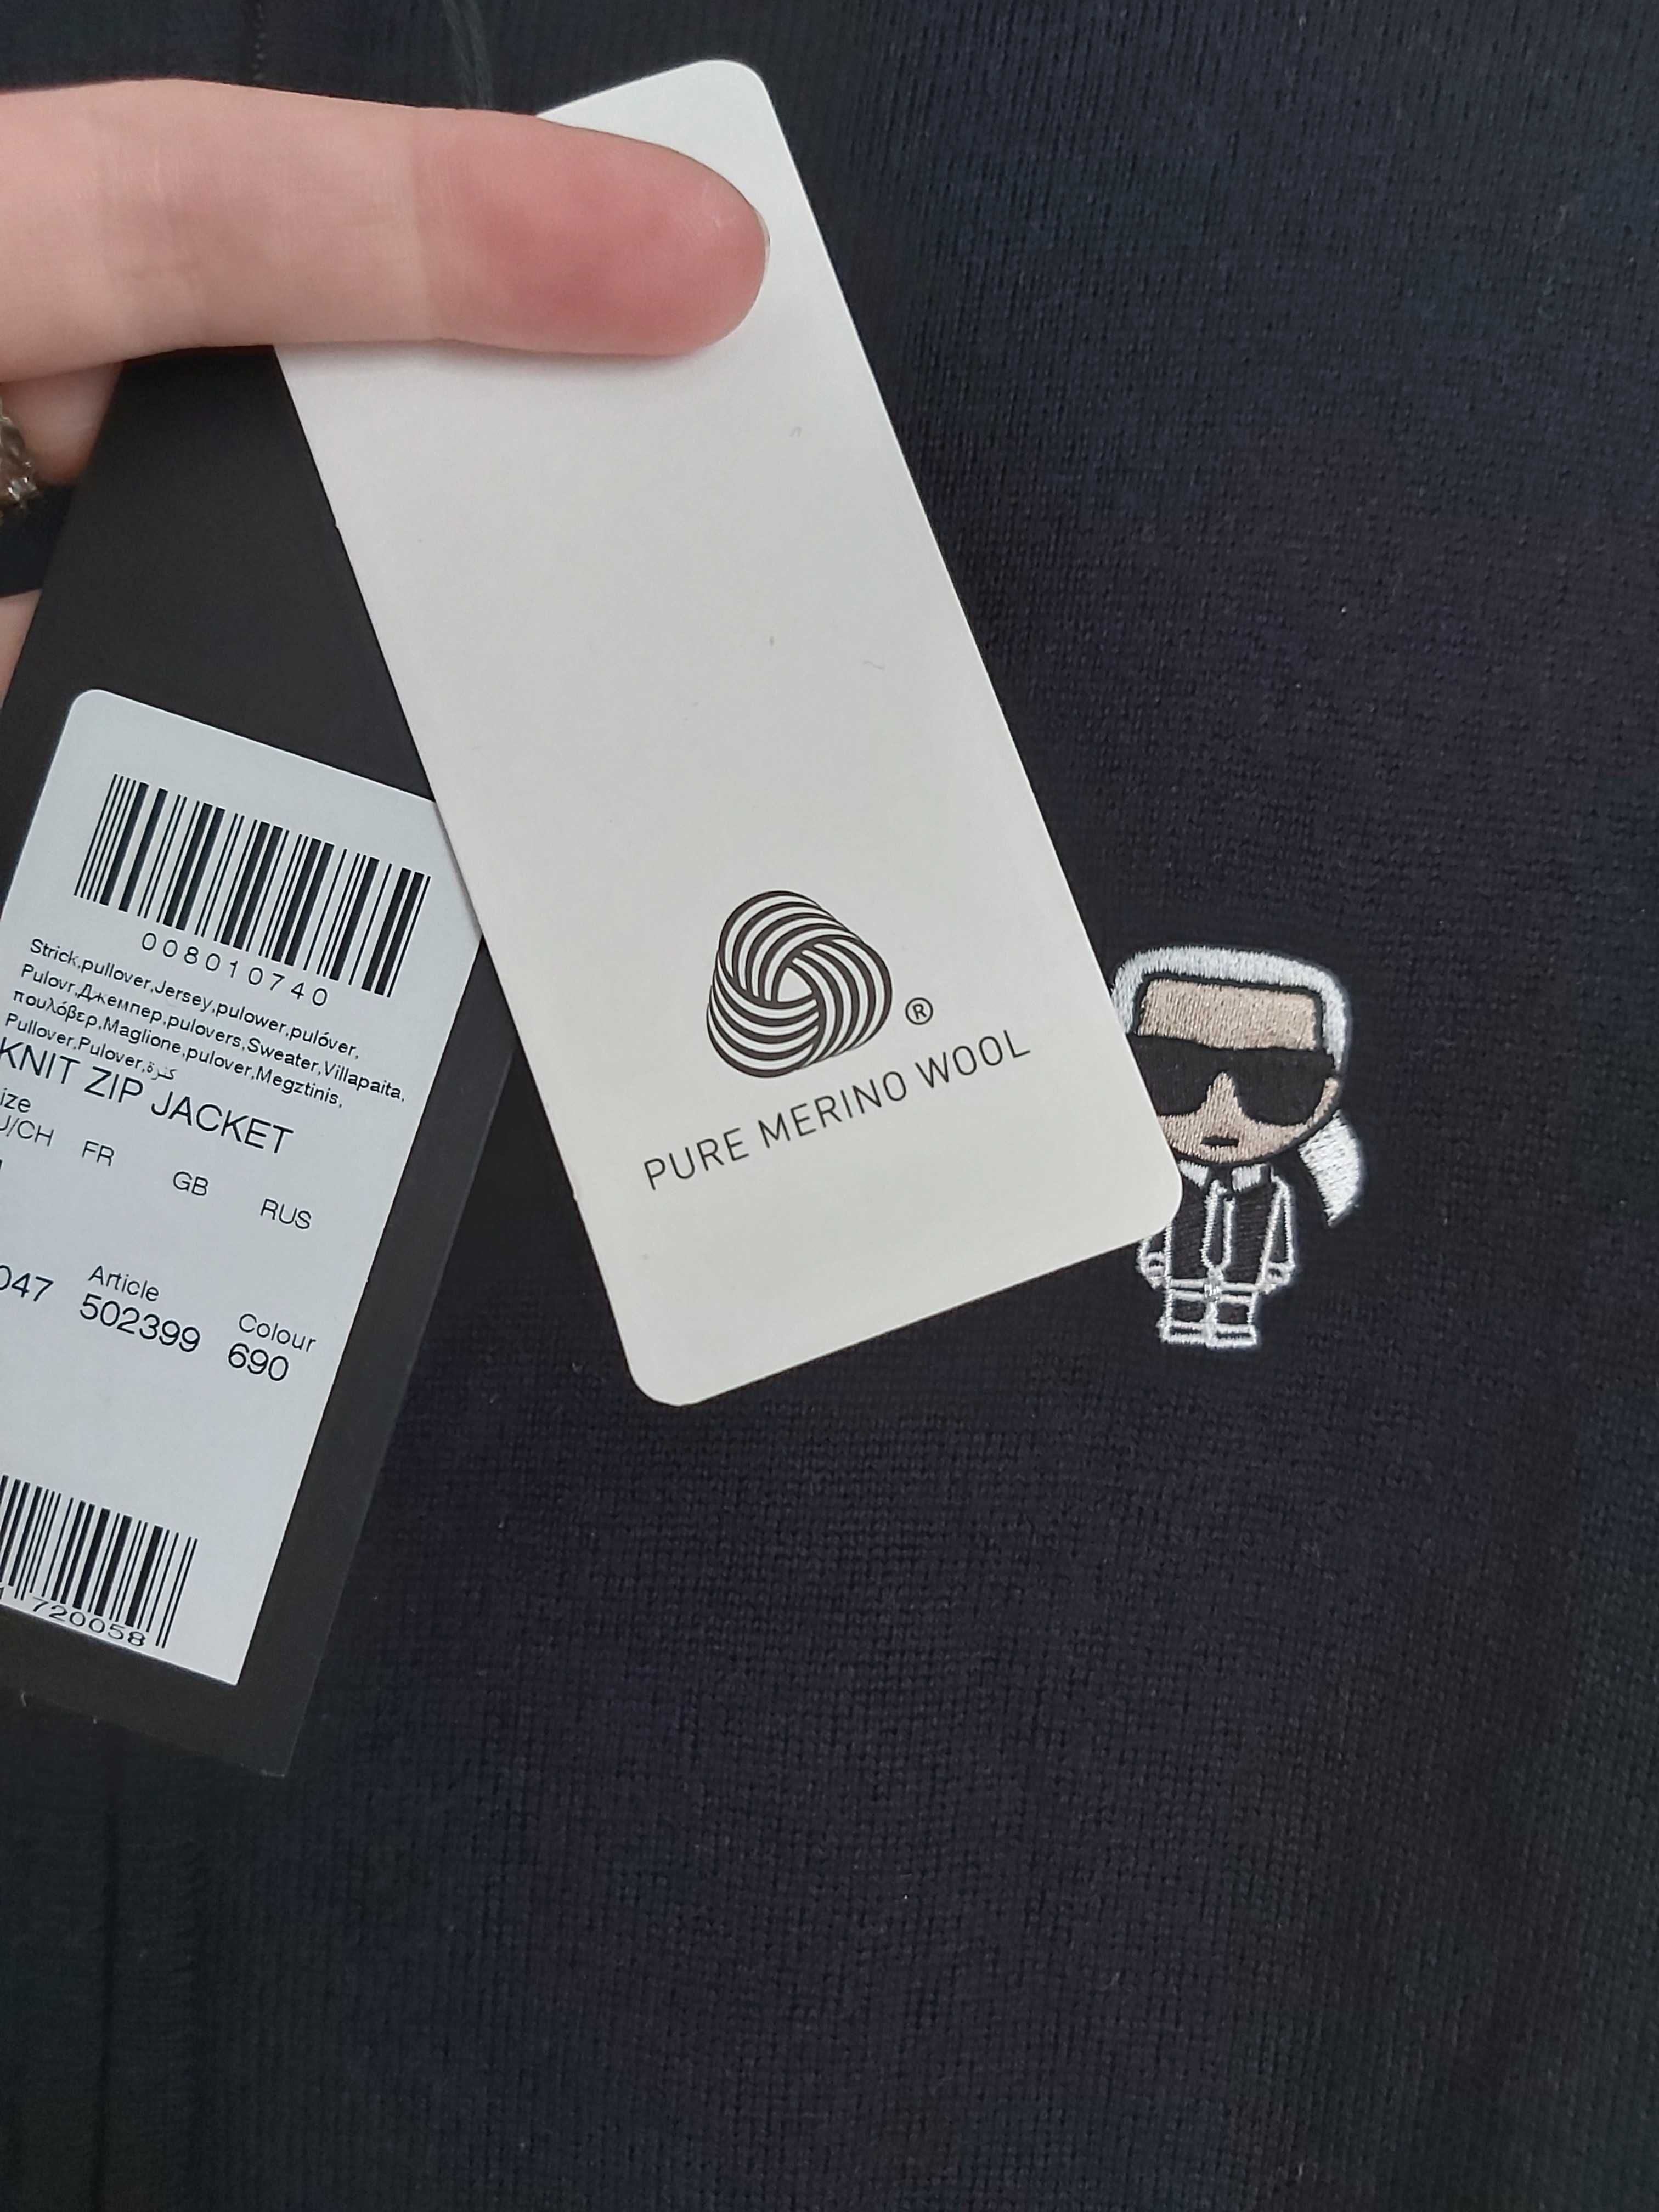 008010740
Strick,pullover,Jersey,pulower,pulóver,
Pulovr,Джемпер,pulovers,Sweater,Villapaita,
πουλόβερ,Maglione,pulover,Megztinis,
Pullover,Pulover,كنزة
KNIT ZIP JACKET
ize
U/CH FR GB RUS
047
Article
502399
Colour
690
720058
®
PURE MERINO WOOL